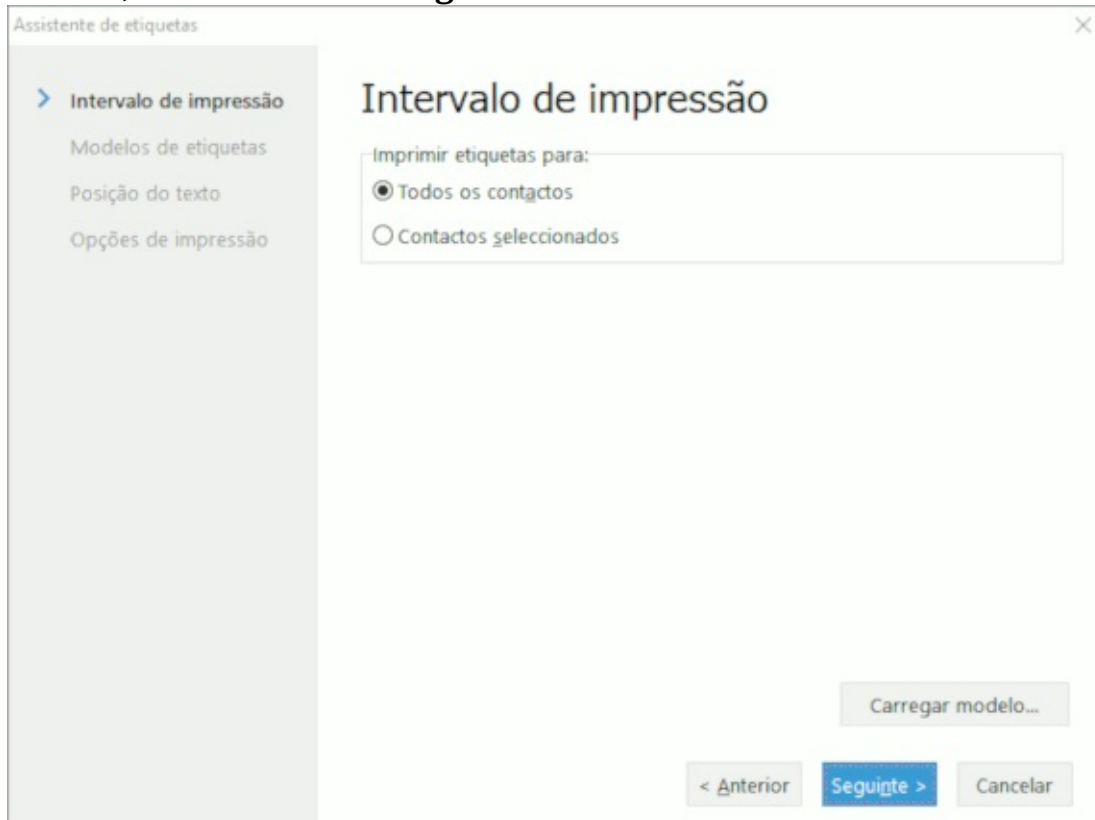 Assistente de etiquetas
Intervalo de impressão
Modelos de etiquetas
Posição do texto
Opções de impressão
Intervalo de impressão
Imprimir etiquetas para:
Todos os contactos
Contactos seleccionados
Carregar modelo...
< Anterior
Seguinte >
Cancelar